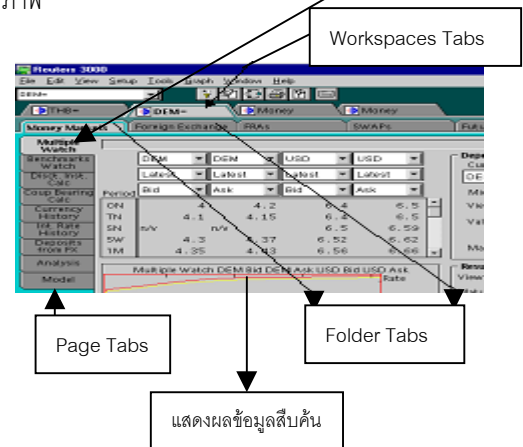 ภาพ
Workspaces Tabs
Reuters 3000
File Edit View Setup Tools Graph Window Help
DEM=
THB= DEM= Money Money
Money Markets Foreign Exchange FRAs SWAPs Futu
Multiple Watch
Benchmarks Watch
Disct. Inst. Calc
Coup Bearing Calc
Currency History
Int. Rate History
Deposits from FX
Analysis
Model
DEM DEM USD USD
Latest Latest Latest Latest
Period Bid Ask Bid Ask
ON 4 4.2 6.4 6.5
TN 4.1 4.15 6.4 6.5
SN n/v n/v 6.5 6.59
SW 4.3 4.37 6.52 6.62
1M 4.35 4.43 6.56 6.66
Multiple Watch DEM Bid DEM Ask USD Bid USD Ask
Rate
Page Tabs
Folder Tabs
แสดงผลข้อมูลสืบค้น